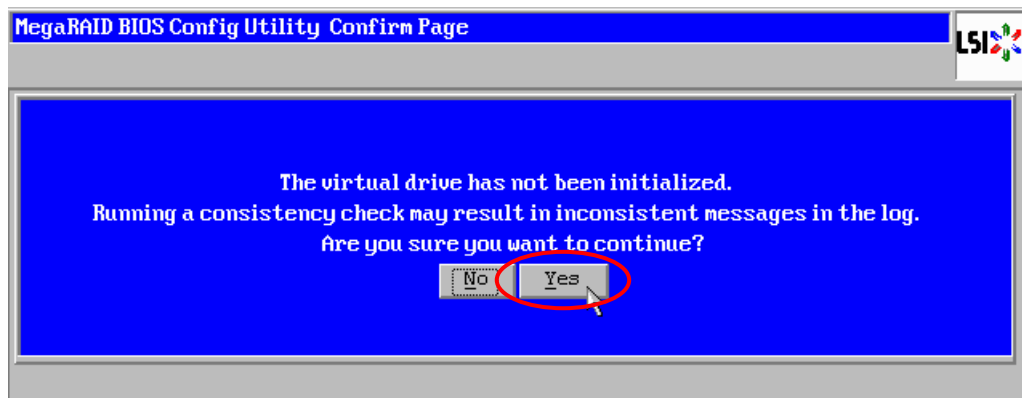 MegaRAID BIOS Config Utility Confirm Page
LSI
The virtual drive has not been initialized.
Running a consistency check may result in inconsistent messages in the log.
Are you sure you want to continue?
No Yes